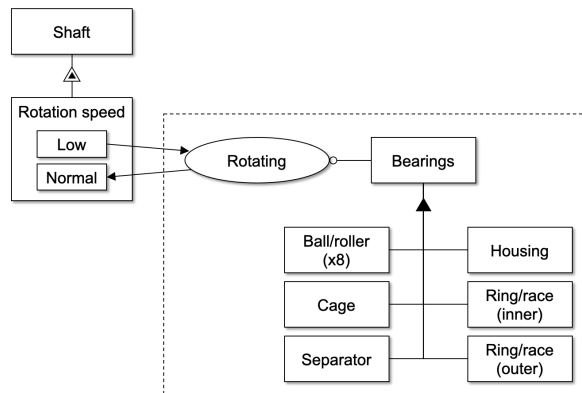 Shaft
Rotation speed
Low
Normal
Rotating
Bearings
Ball/roller
(x8)
Housing
Cage
Ring/race
(inner)
Separator
Ring/race
(outer)